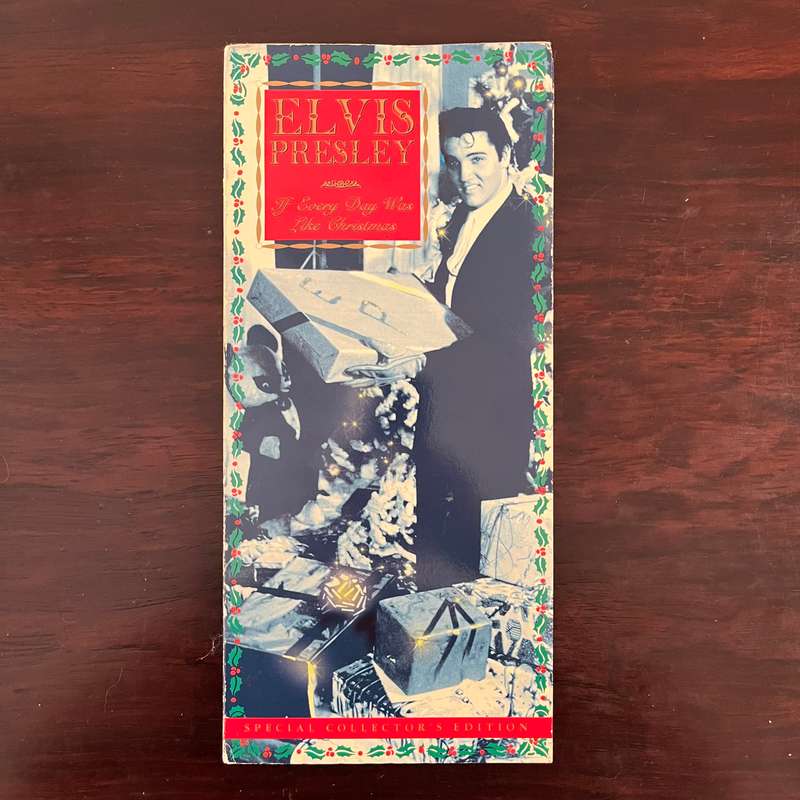 ELVIS
PRESLEY
If Every Day Was
Like Christmas
SPECIAL COLLECTOR'S EDITION